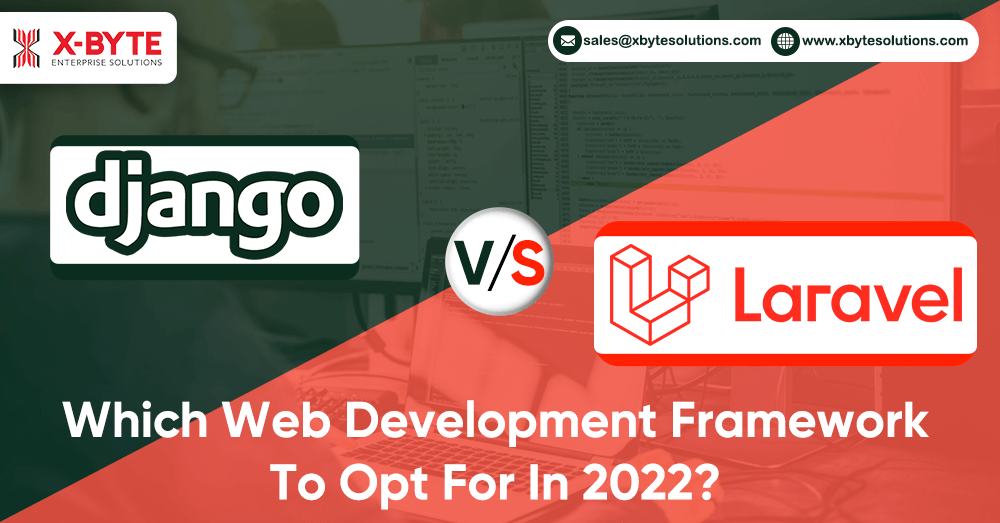 X-BYTE
ENTERPRISE SOLUTIONS
sales@xbytesolutions.com
www.xbytesolutions.com
django
V/S
Laravel
Which Web Development Framework
To Opt For In 2022?